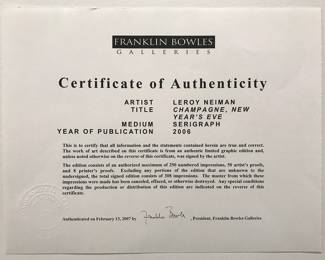 FRANKLIN BOWLES
GALLERIES
Certificate of Authenticity
ARTIST LEROY NEIMAN
TITLE CHAMPAGNE, NEW
YEAR'S EVE
MEDIUM SERIGRAPH
YEAR OF PUBLICATION 2006
This is to certify that all information and the statements contained herein are true and correct.
The work of art described on this certificate is from an authentic limited graphic edition and,
unless noted otherwise on the reverse of this certificate, was signed by the artist.
The edition consists of an authorized maximum of 250 numbered impressions, 50 artist's proofs,
and 8 printer's proofs. Excluding any portions of the edition that are unknown to the
undersigned, the total signed edition consists of 308 impressions. The master from which these
impressions were made has been canceled, effaced, or otherwise destroyed. Any special conditions
regarding the production or distribution of this edition are indicated on the reverse of this
certificate.
Authenticated on February 13, 2007 by Franklin Bowles, President, Franklin Bowles Galleries